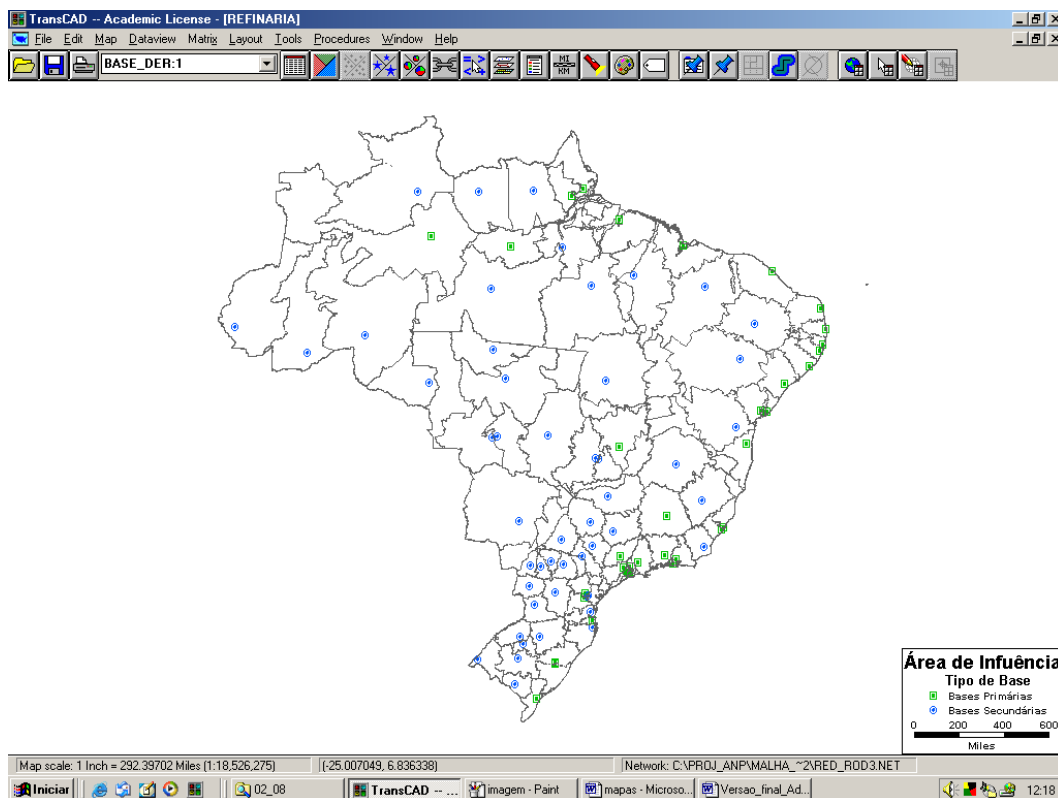 TransCAD -- Academic License - [REFINARIA]
File Edit Map Dataview Matrix Layout Tools Procedures Window Help
BASE_DER:1
MI
KM
Área de Infuência
Tipo de Base
Bases Primárias
Bases Secundárias
0 200 400 600
Miles
Map scale: 1 Inch = 292.39702 Miles (1:18,526,275)
(-25.007049, 6.836338)
Network: C:\PROJ_ANP\MALHA_~2\RED_ROD3.NET
Iniciar
02_08
TransCAD -- ...
imagem - Paint
mapas - Microso...
Versao_final_Ad...
12:18